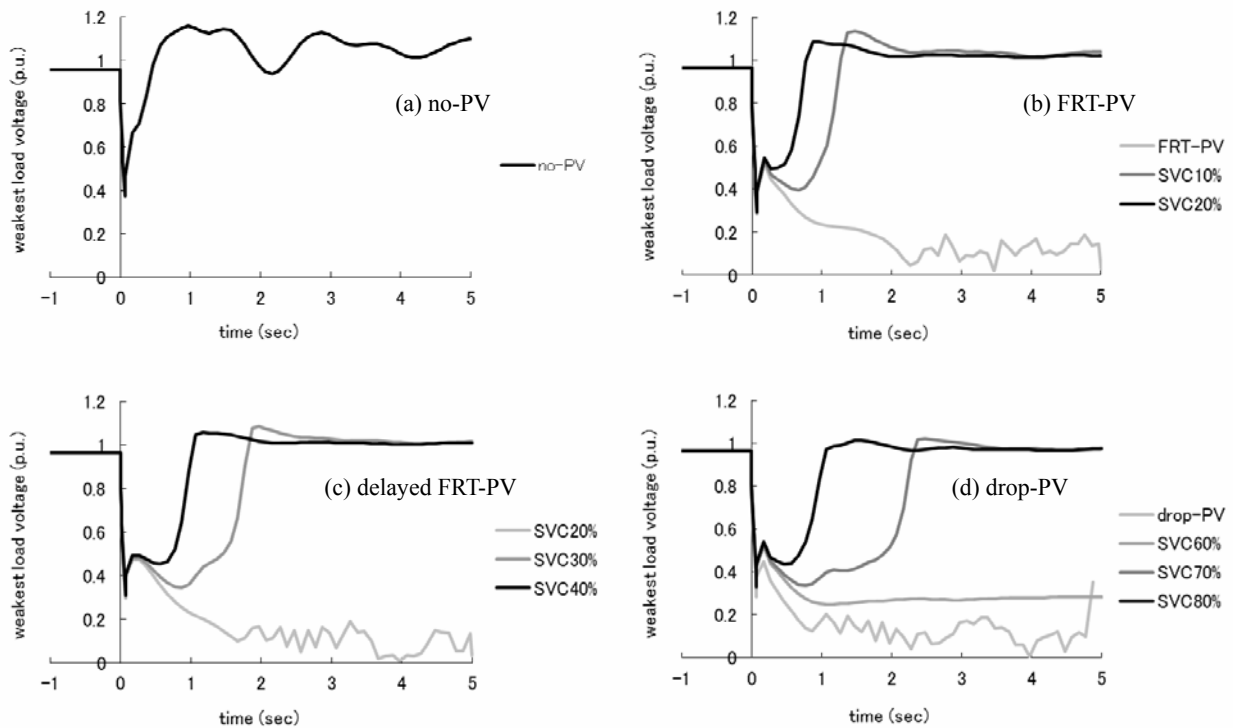 1.2
1
0.8
0.6
0.4
0.2
0
-1
0
1
2
3
4
5
weakest load voltage (p.u.)
time (sec)
(a) no-PV
no-PV
1.2
1
0.8
0.6
0.4
0.2
0
-1
0
1
2
3
4
5
weakest load voltage (p.u.)
time (sec)
(b) FRT-PV
FRT-PV
SVC10%
SVC20%
1.2
1
0.8
0.6
0.4
0.2
0
-1
0
1
2
3
4
5
weakest load voltage (p.u.)
time (sec)
(c) delayed FRT-PV
SVC20%
SVC30%
SVC40%
1.2
1
0.8
0.6
0.4
0.2
0
-1
0
1
2
3
4
5
weakest load voltage (p.u.)
time (sec)
(d) drop-PV
drop-PV
SVC60%
SVC70%
SVC80%